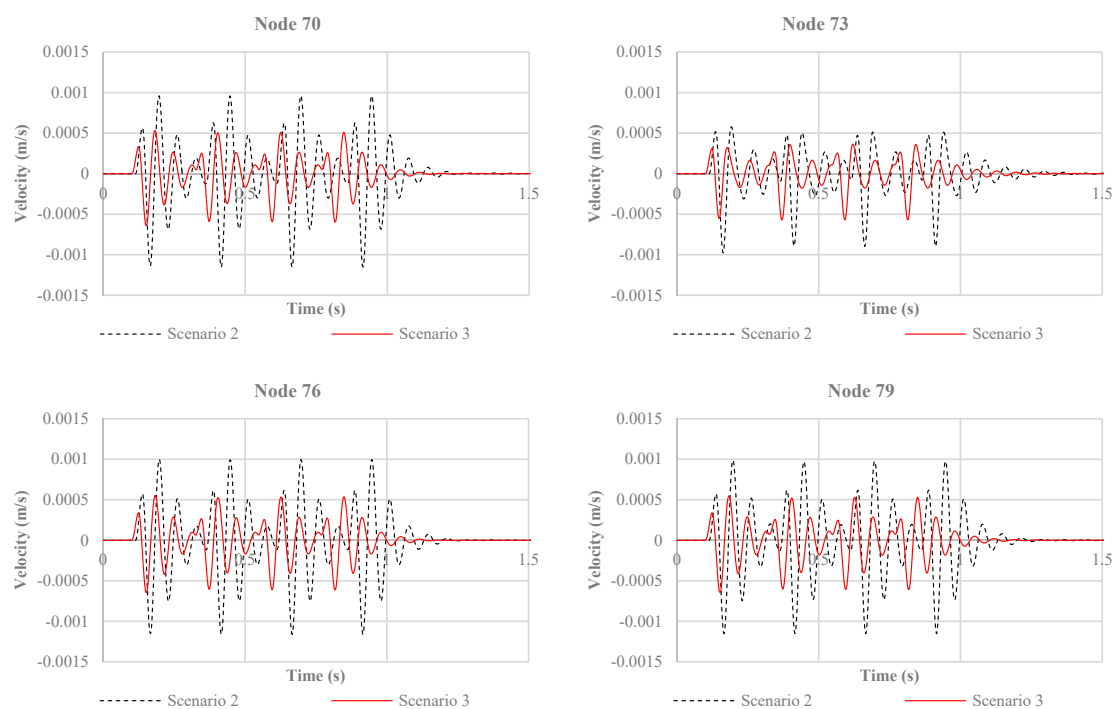 Node 70
0.0015
0.001
0.0005
0
-0.0005
-0.001
-0.0015
0
0.5
1
1.5
Velocity (m/s)
Time (s)
Scenario 2
Scenario 3
Node 73
0.0015
0.001
0.0005
0
-0.0005
-0.001
-0.0015
0
0.5
1
1.5
Velocity (m/s)
Time (s)
Scenario 2
Scenario 3
Node 76
0.0015
0.001
0.0005
0
-0.0005
-0.001
-0.0015
0
0.5
1
1.5
Velocity (m/s)
Time (s)
Scenario 2
Scenario 3
Node 79
0.0015
0.001
0.0005
0
-0.0005
-0.001
-0.0015
0
0.5
1
1.5
Velocity (m/s)
Time (s)
Scenario 2
Scenario 3